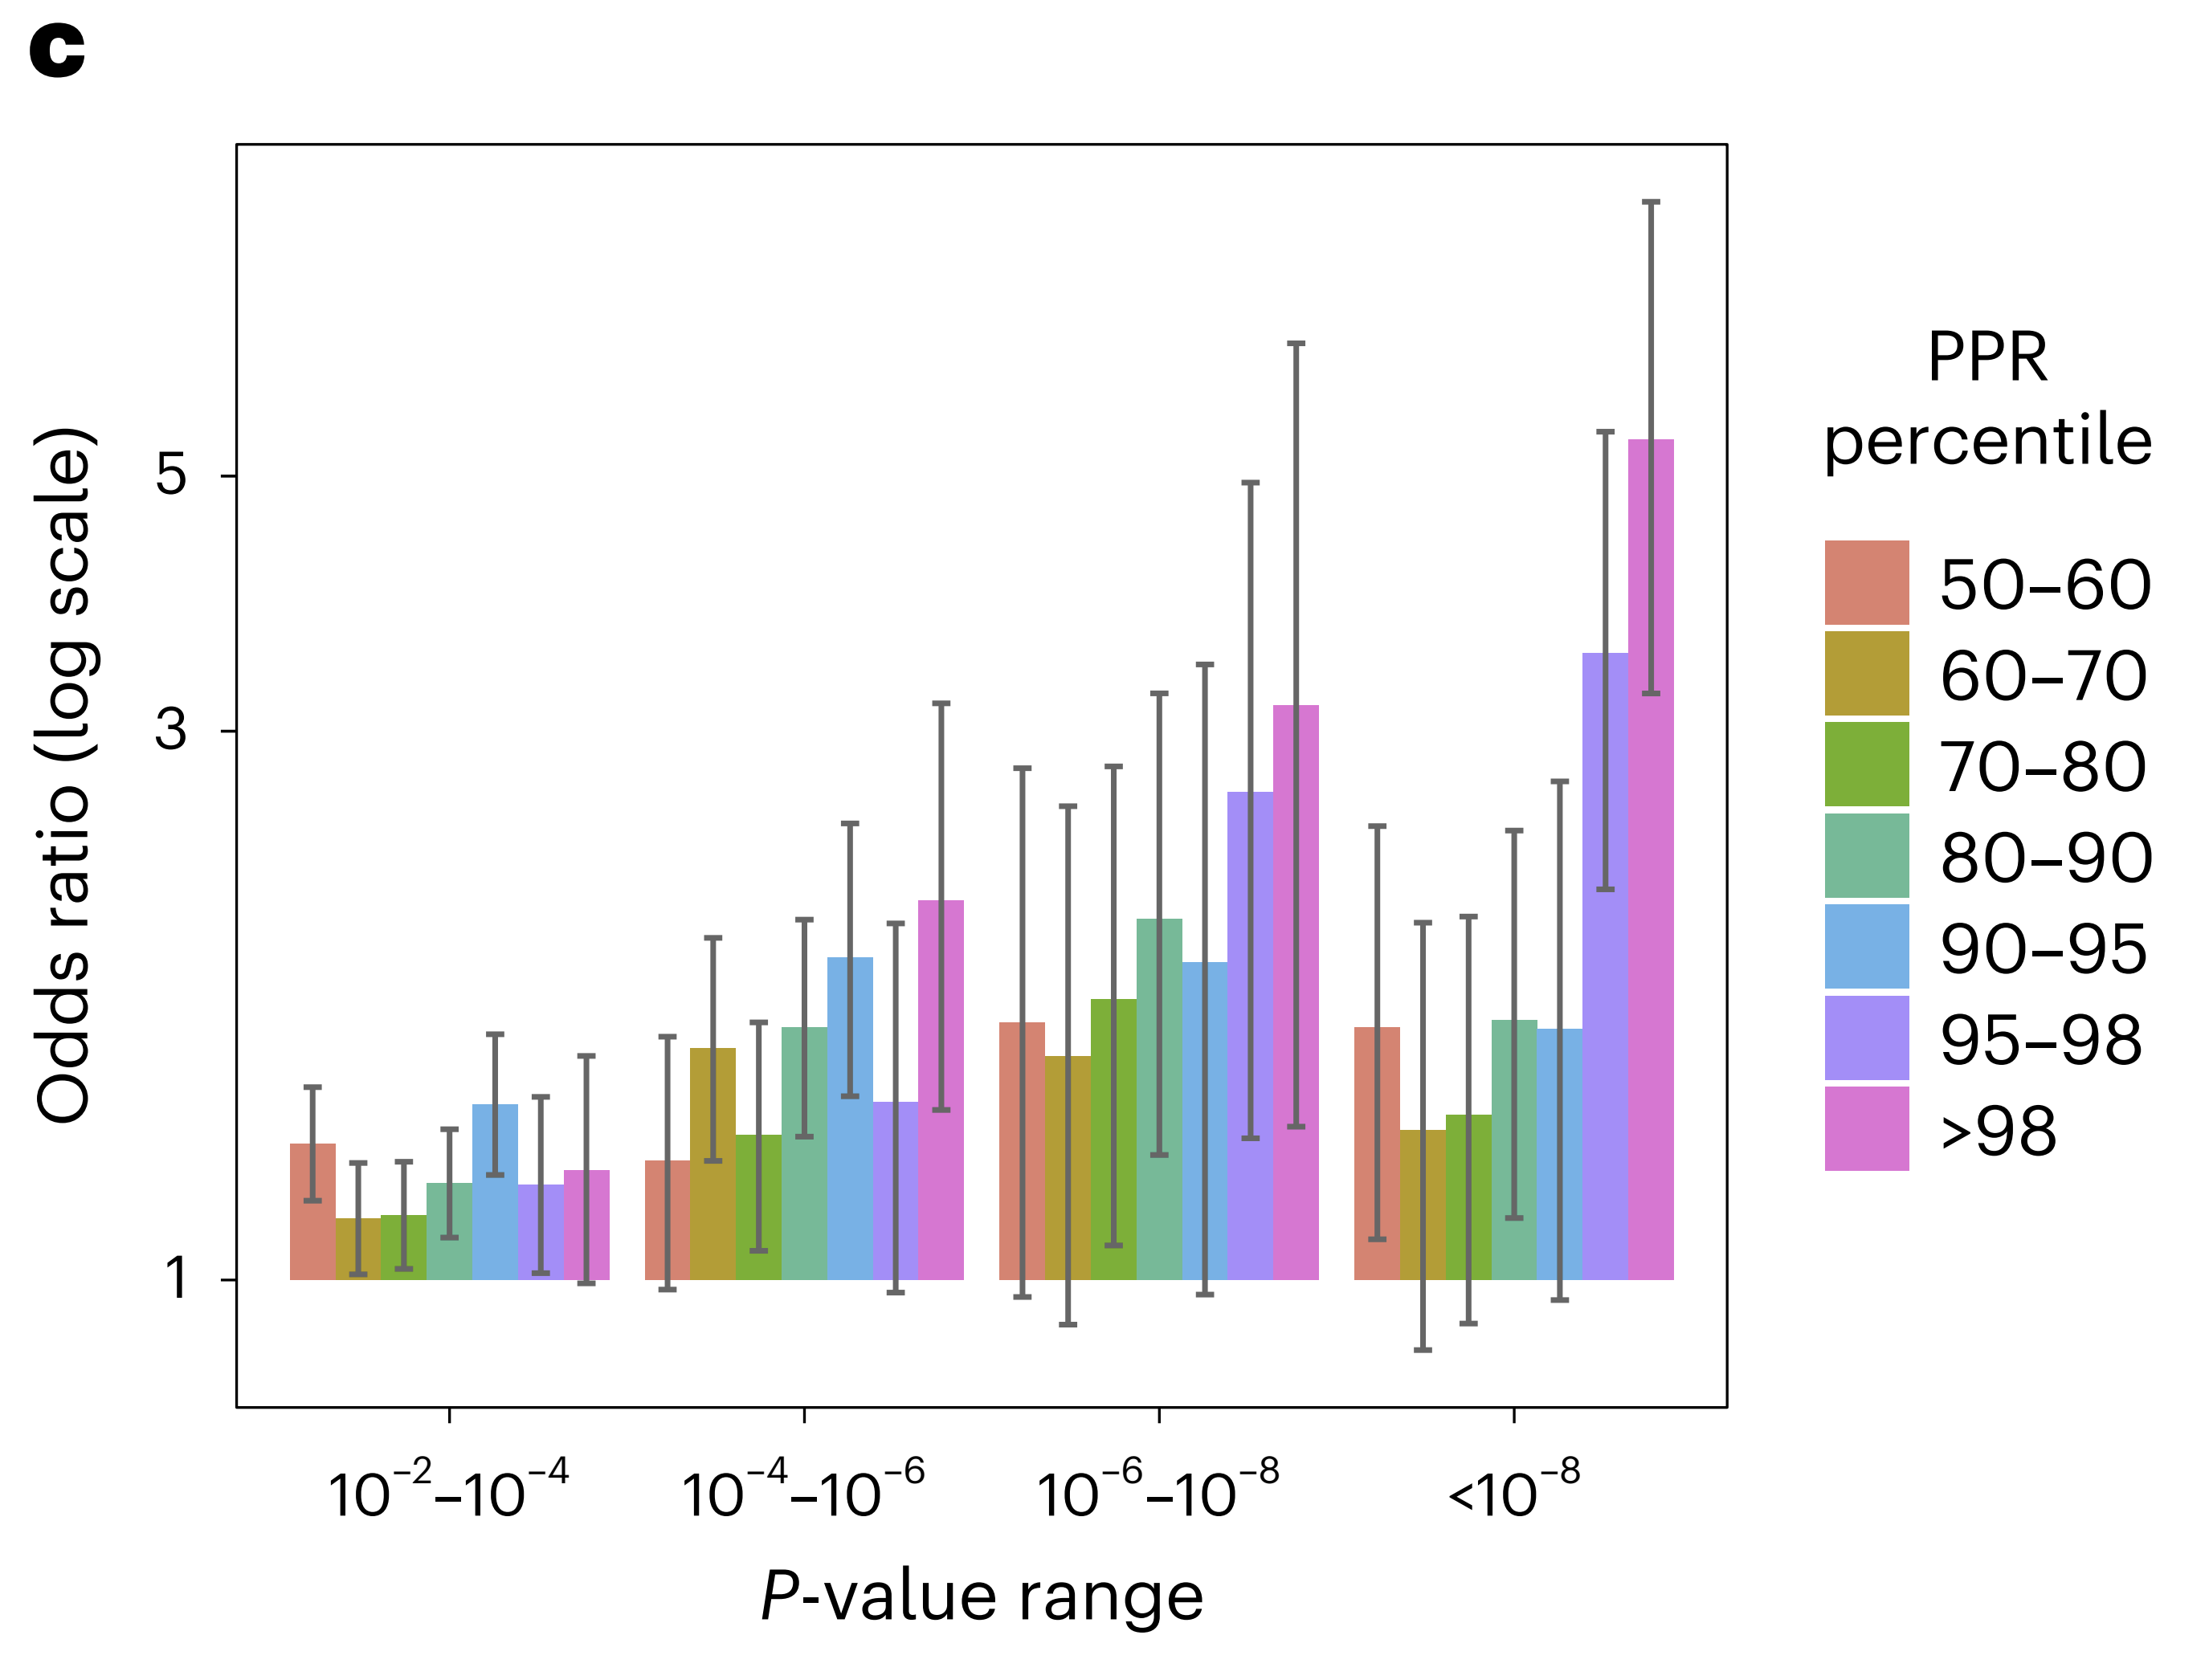 c
Odds ratio (log scale)
5
3
1
10⁻²–10⁻⁴
10⁻⁴–10⁻⁶
10⁻⁶–10⁻⁸
<10⁻⁸
P-value range
PPR
percentile
50–60
60–70
70–80
80–90
90–95
95–98
>98